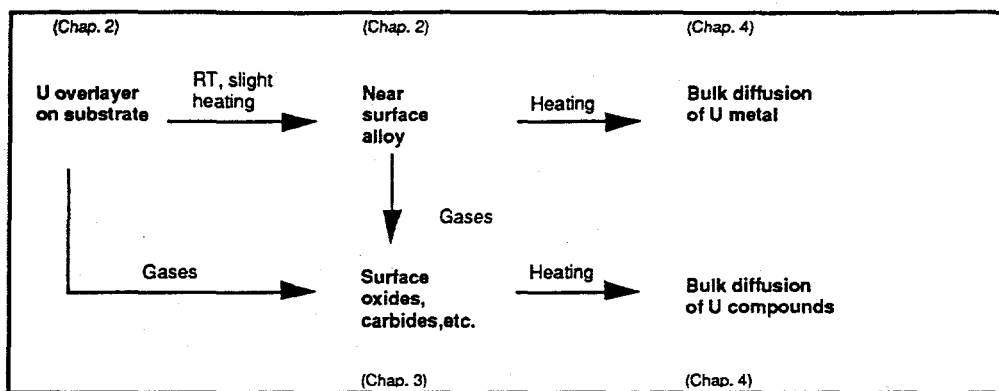 (Chap. 2)
(Chap. 2)
(Chap. 4)
U overlayer
on substrate
RT, slight
heating
Near
surface
alloy
Heating
Bulk diffusion
of U metal
Gases
Gases
Surface
oxides,
carbides,etc.
Heating
Bulk diffusion
of U compounds
(Chap. 3)
(Chap. 4)